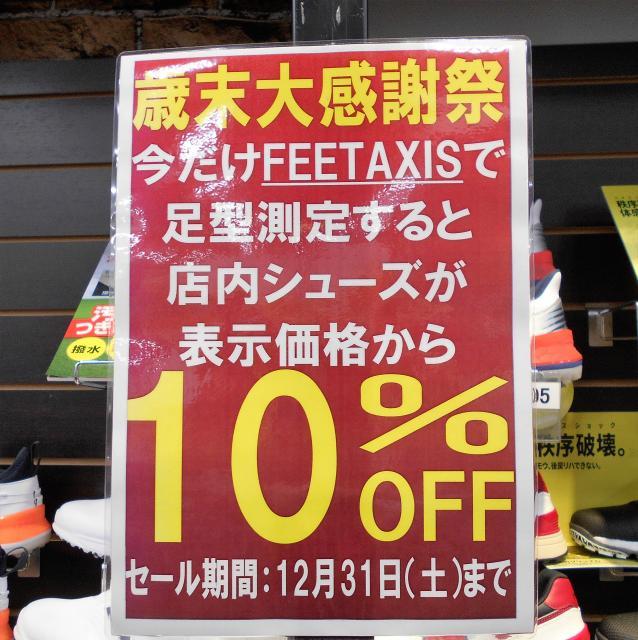 歳末大感謝祭
今だけFEETAXISで
足型測定すると
店内シューズが
表示価格から
10%
OFF
セール期間:12月31日(土)まで
撥水
05
秩序破壊。